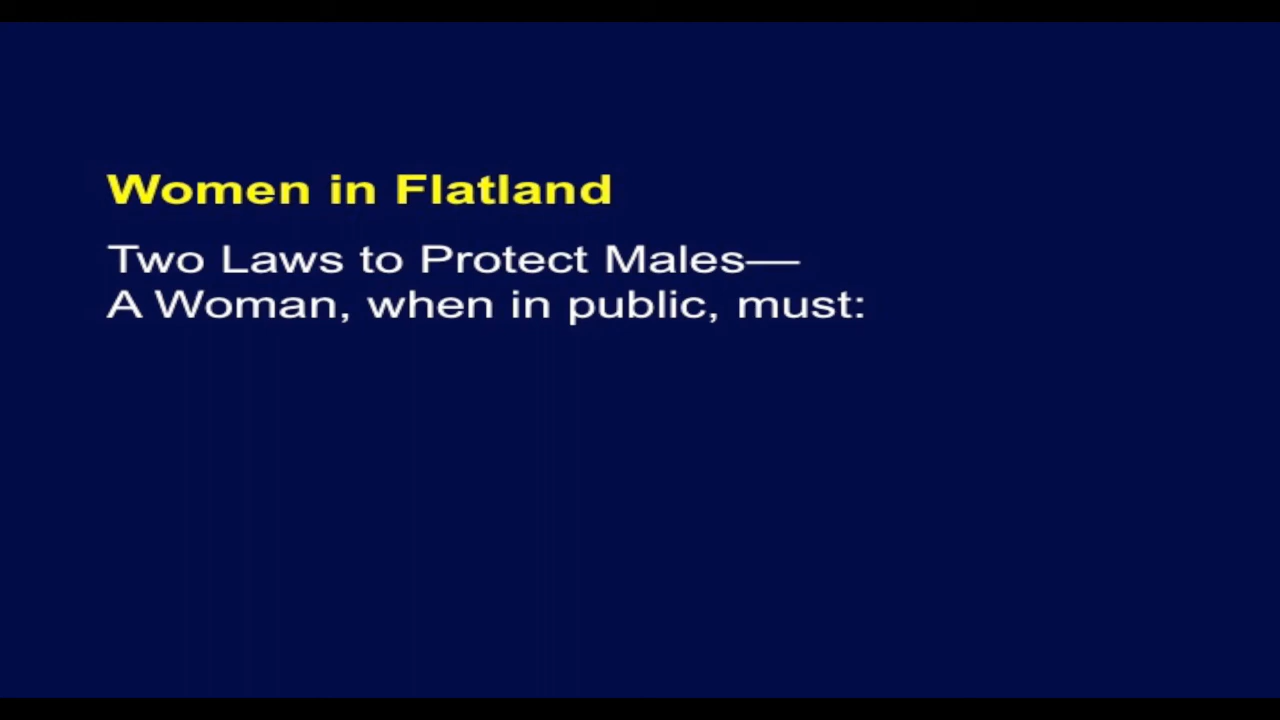 Women in Flatland
Two Laws to Protect Males—
A Woman, when in public, must: